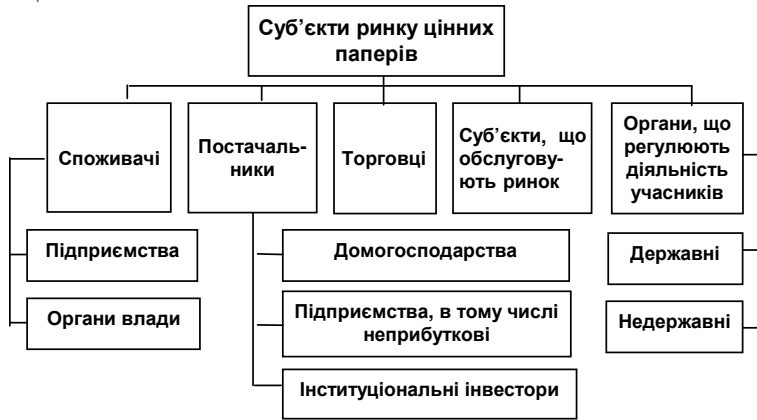 Суб’єкти ринку цінних
паперів
Споживачі
Постачаль-
ники
Торговці
Суб’єкти, що
обслугову-
ють ринок
Органи, що
регулюють
діяльність
учасників
Підприємства
Органи влади
Домогосподарства
Підприємства, в тому числі
неприбуткові
Інституціональні інвестори
Державні
Недержавні